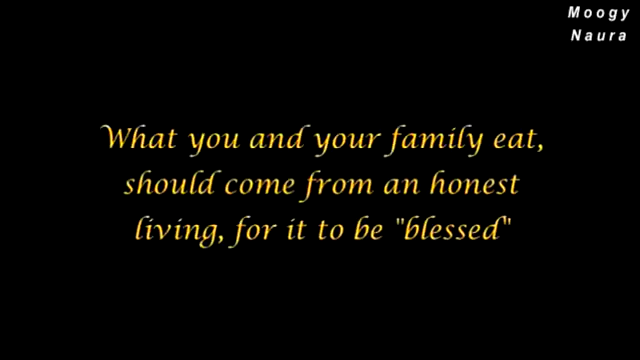 Moogy
Naura
What you and your family eat,
should come from an honest
living, for it to be "blessed"